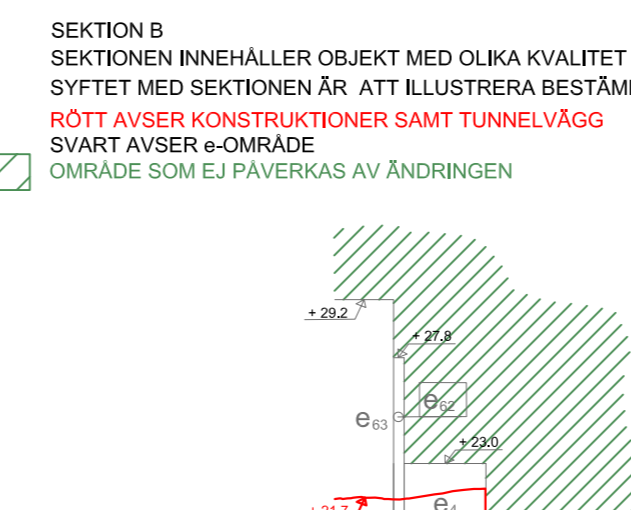 SEKTION B
SEKTIONEN INNEHÅLLER OBJEKT MED OLIKA KVALITET
SYFTET MED SEKTIONEN ÄR ATT ILLUSTRERA
RÖTT AVSER KONSTRUKTIONER SAMT TUNNELVÄGG
SVART AVSER e-OMRÅDE
OMRÅDE SOM EJ PÅVERKAS AV ÄNDRINGEN
+ 29.2
+ 27.8
e62
e63
+ 23.0
e4